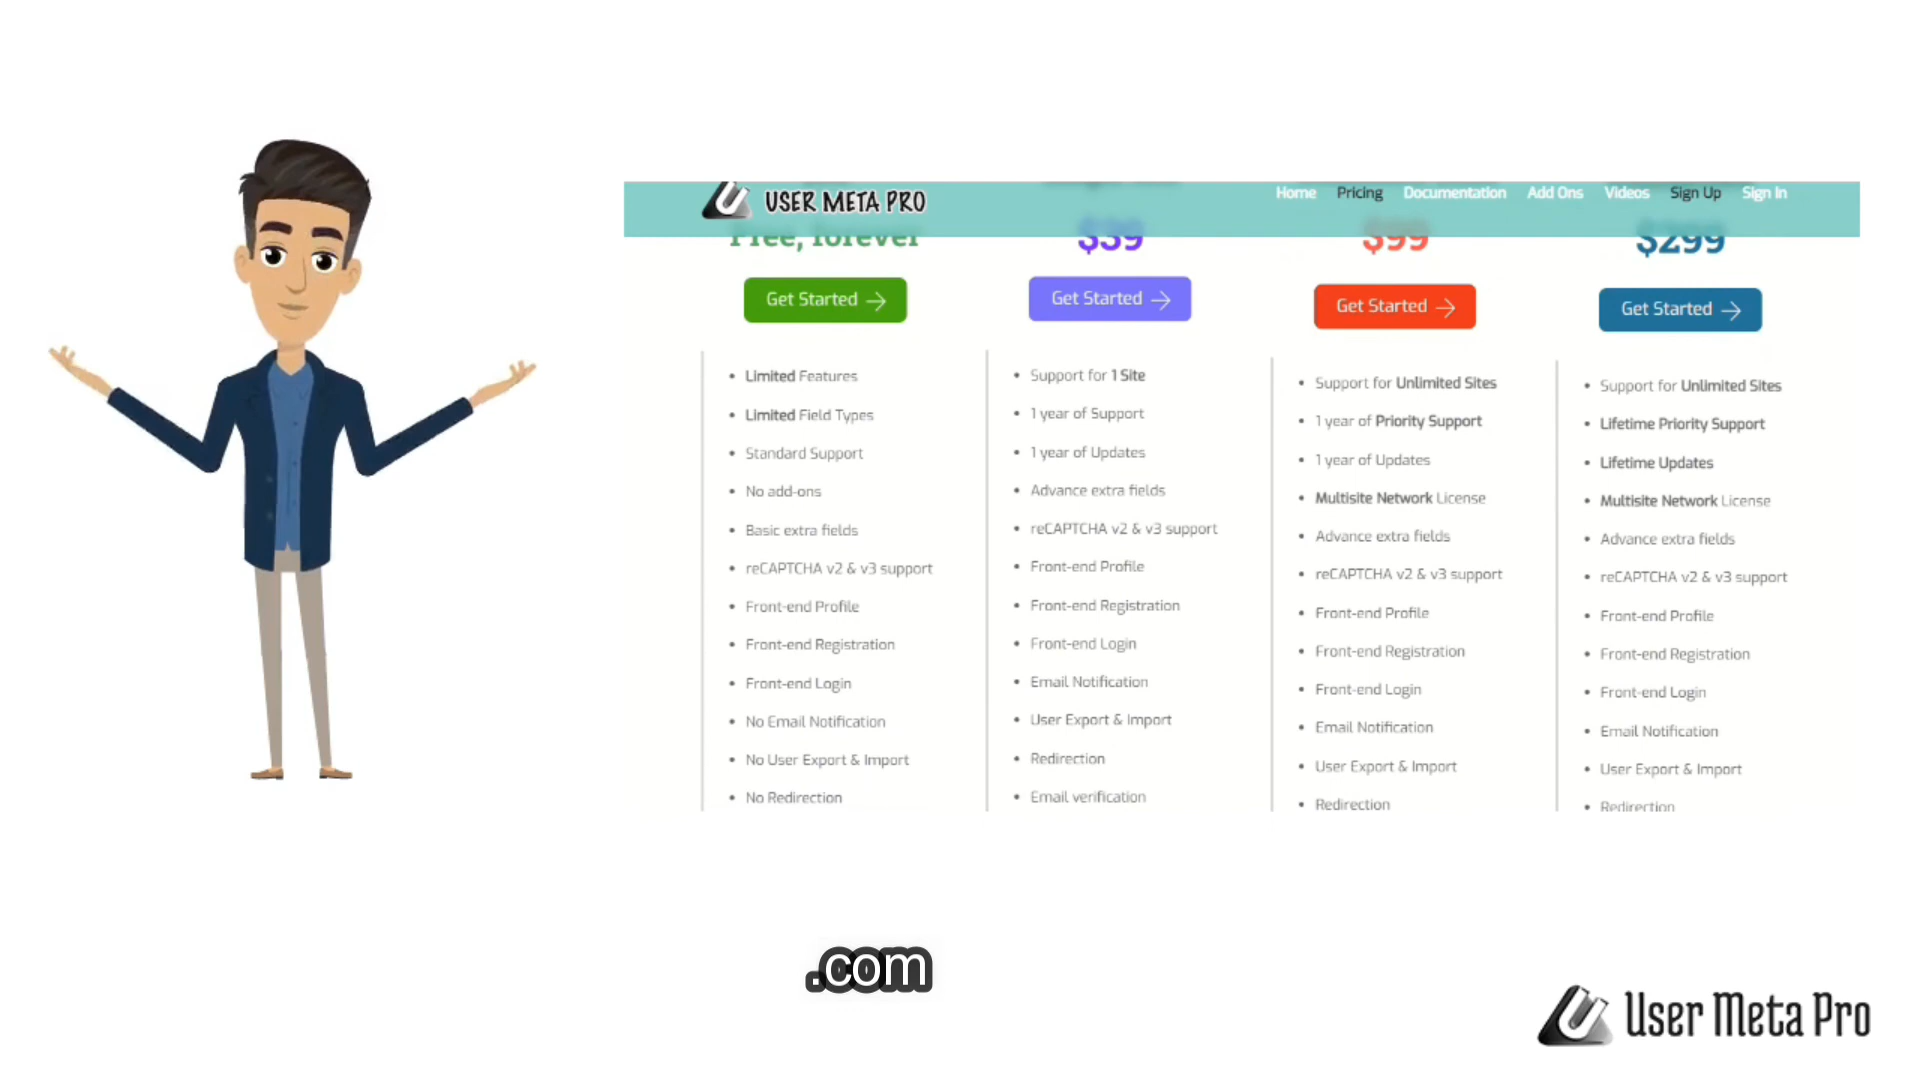 USER META PRO
Home Pricing Documentation Add Ons Videos Sign Up Sign In
Free, forever
$39
$99
$299
Get Started
Get Started
Get Started
Get Started
Limited Features
Limited Field Types
Standard Support
No add-ons
Basic extra fields
reCAPTCHA v2 & v3 support
Front-end Profile
Front-end Registration
Front-end Login
No Email Notification
No User Export & Import
No Redirection
Support for 1 Site
1 year of Support
1 year of Updates
Advance extra fields
reCAPTCHA v2 & v3 support
Front-end Profile
Front-end Registration
Front-end Login
Email Notification
User Export & Import
Redirection
Email verification
Support for Unlimited Sites
1 year of Priority Support
1 year of Updates
Multisite Network License
Advance extra fields
reCAPTCHA v2 & v3 support
Front-end Profile
Front-end Registration
Front-end Login
Email Notification
User Export & Import
Redirection
Support for Unlimited Sites
Lifetime Priority Support
Lifetime Updates
Multisite Network License
Advance extra fields
reCAPTCHA v2 & v3 support
Front-end Profile
Front-end Registration
Front-end Login
Email Notification
User Export & Import
Redirection
.com
User Meta Pro